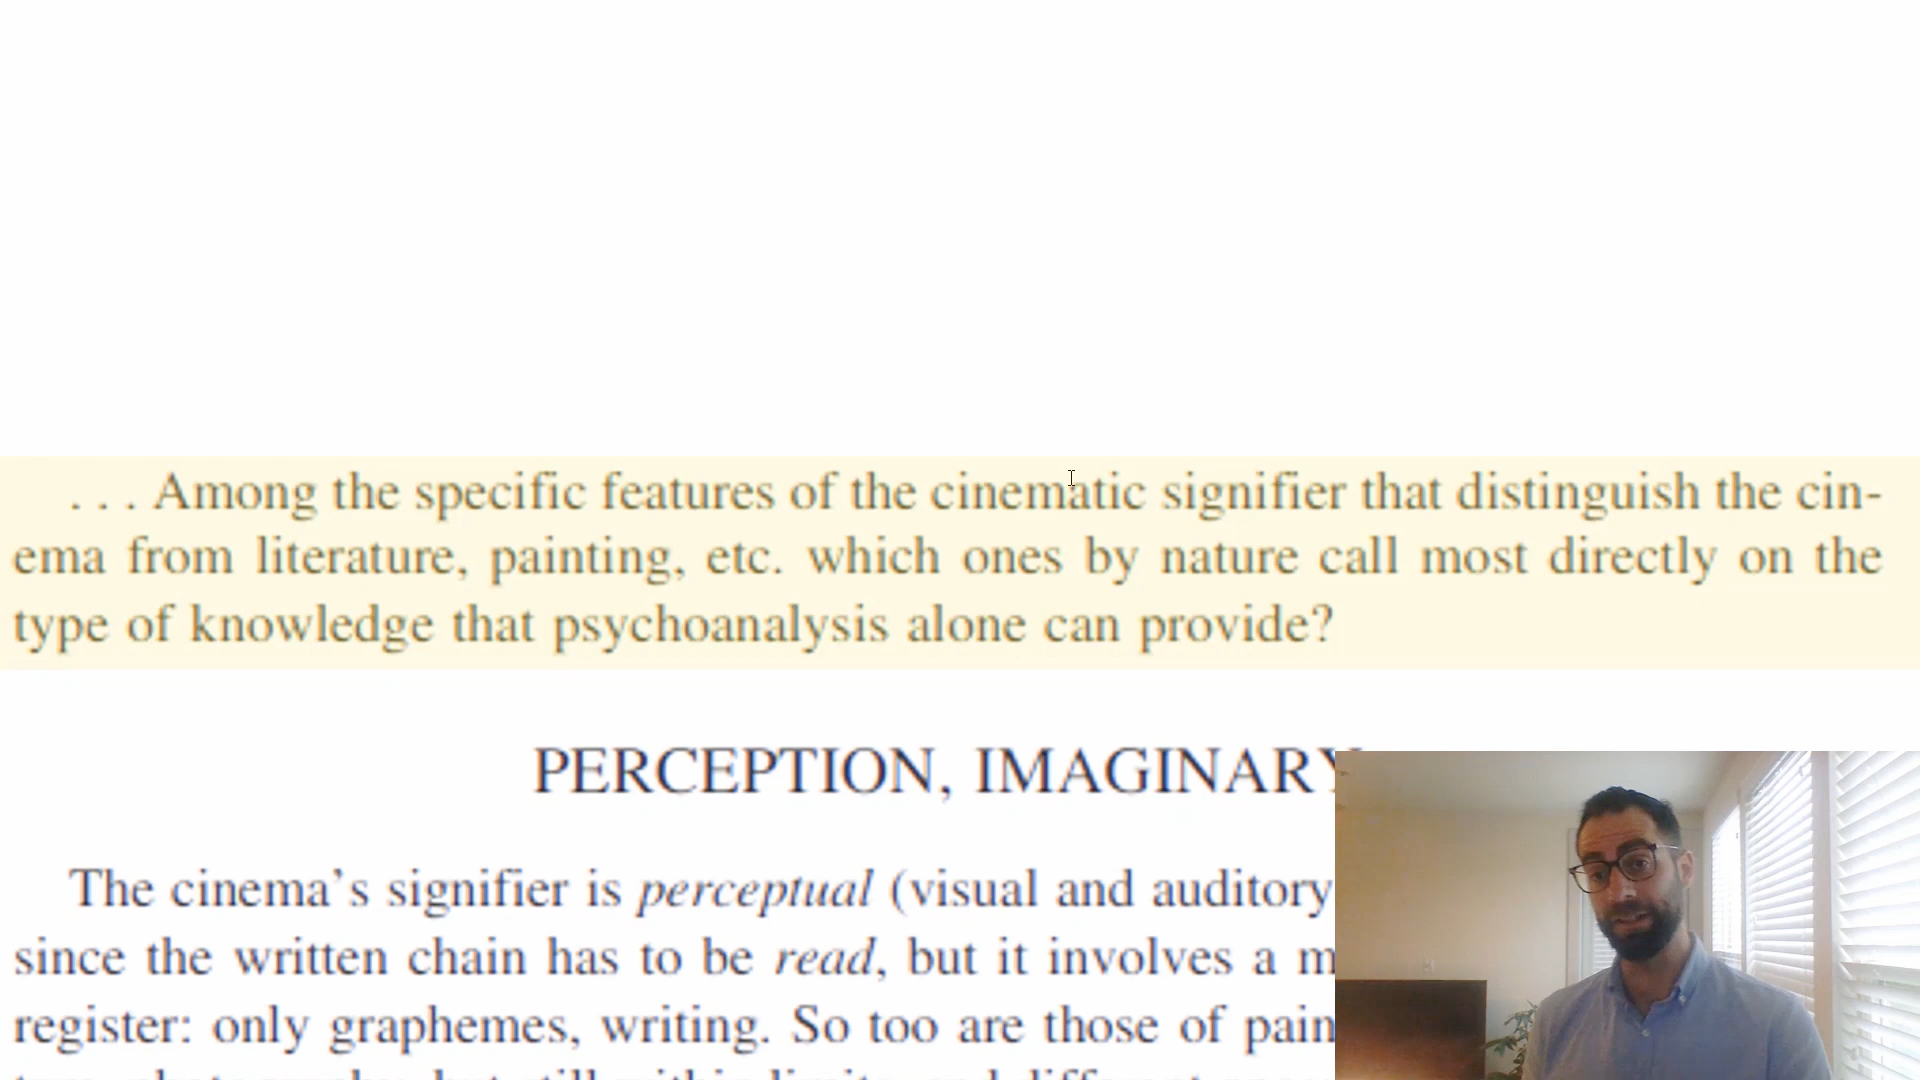 . . . Among the specific features of the cinematic signifier that distinguish the cin-
ema from literature, painting, etc. which ones by nature call most directly on the
type of knowledge that psychoanalysis alone can provide?
PERCEPTION, IMAGINARY
The cinema’s signifier is perceptual (visual and auditory
since the written chain has to be read, but it involves a
register: only graphemes, writing. So too are those of